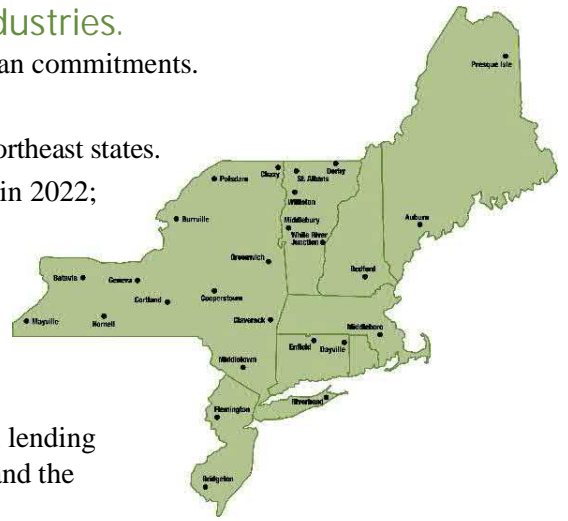 dustries.
an commitments.
ortheast states.
in 2022;
lending
and the
Presque Isle
Potsdam
Chazy
St. Albans
Derby
Williston
Burrville
Middlebury
White River
Junction
Auburn
Greenwich
Bedford
Batavia
Geneva
Cortland
Cooperstown
Mayville
Hornell
Claverack
Middleboro
Enfield
Dayville
Middletown
Riverhead
Flemington
Bridgeton